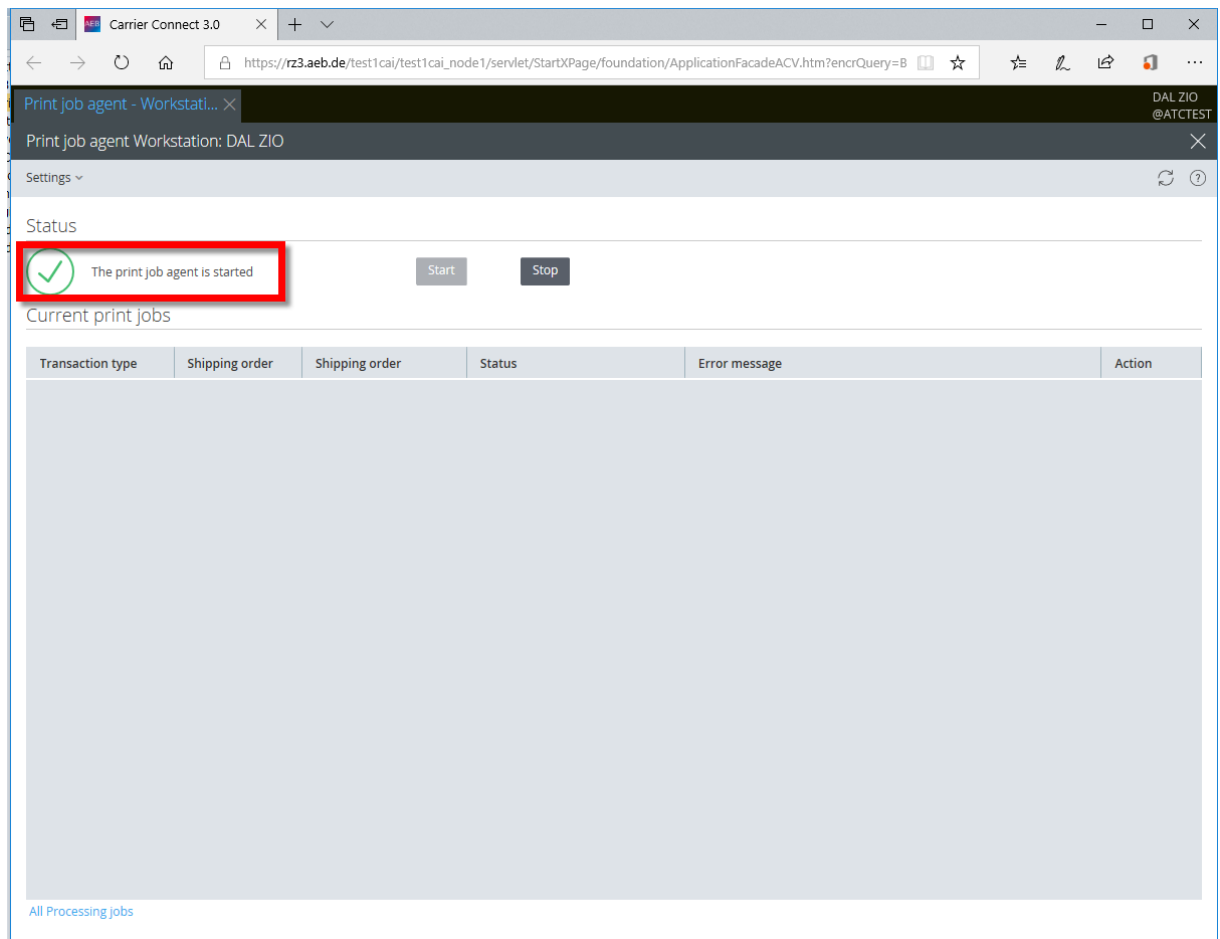 AEB Carrier Connect 3.0
https://rz3.aeb.de/test1cai/test1cai_node1/servlet/StartXPage/foundation/ApplicationFacadeACV.htm?encrQuery=B
Print job agent - Workstati...
DAL ZIO
@ATCTEST
Print job agent Workstation: DAL ZIO
Settings
Status
The print job agent is started Start Stop
Current print jobs
Transaction type Shipping order Shipping order Status Error message Action
All Processing jobs